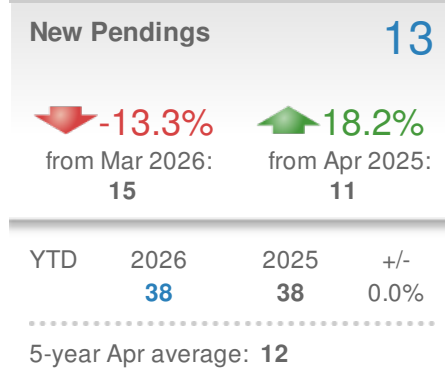 New Pendings 13
-13.3% 18.2%
from Mar 2026: from Apr 2025:
15 11
YTD 2026 2025 +/-
38 38 0.0%
5-year Apr average: 12